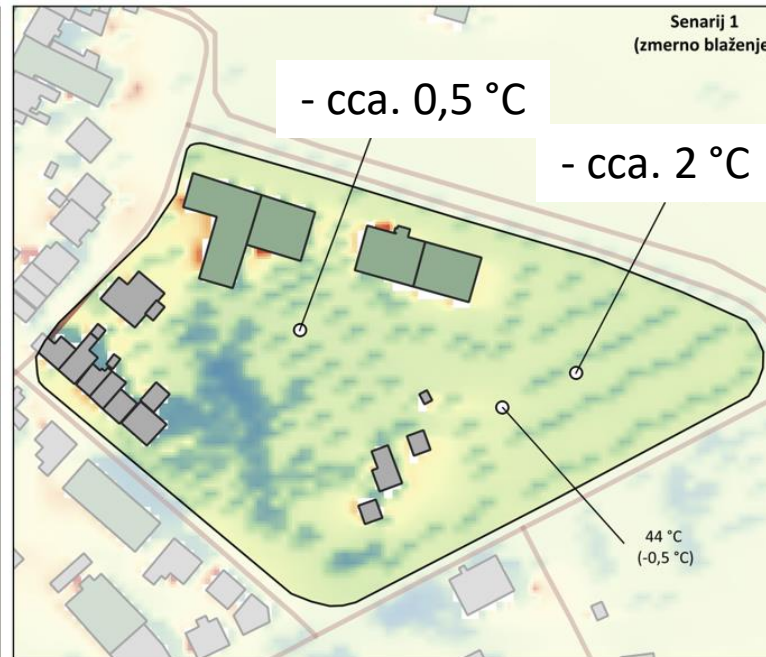 Senarij 1
(zmerno blaženje
- cca. 0,5 °C
- cca. 2 °C
44 °C
(-0,5 °C)